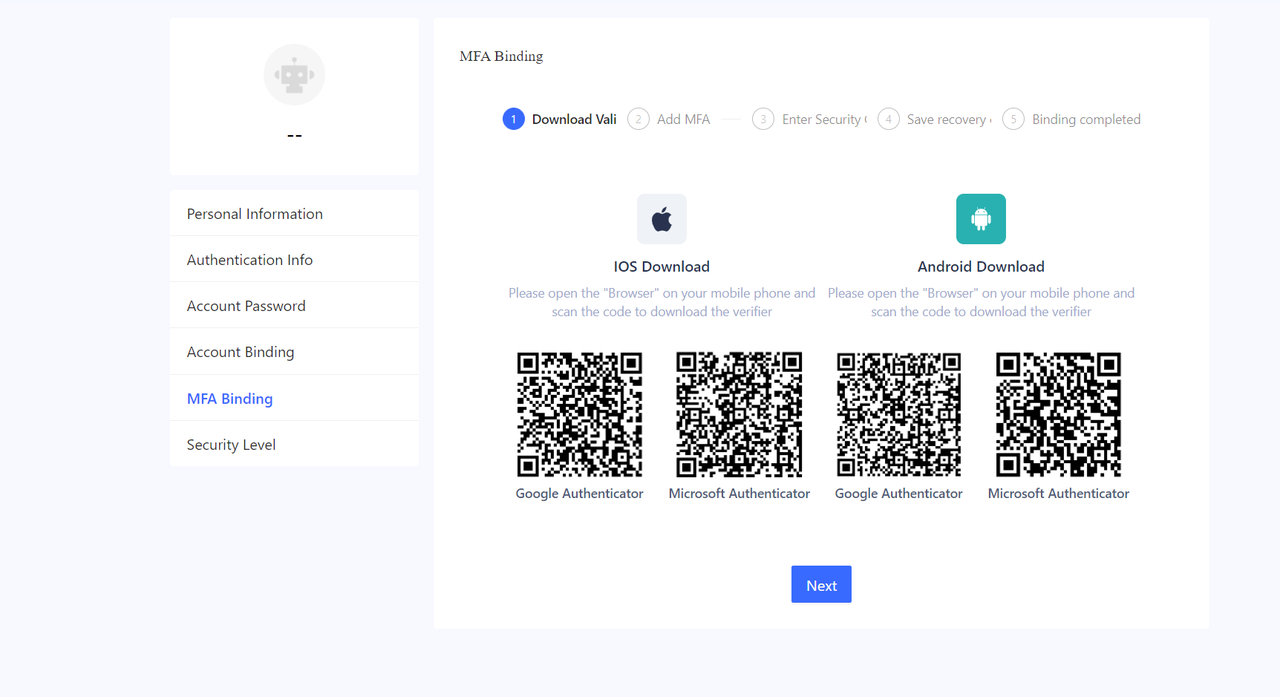 --
Personal Information
Authentication Info
Account Password
Account Binding
MFA Binding
Security Level
MFA Binding
1 Download Vali
2 Add MFA
3 Enter Security
4 Save recovery
5 Binding completed
IOS Download
Please open the "Browser" on your mobile phone and
scan the code to download the verifier
Android Download
Please open the "Browser" on your mobile phone and
scan the code to download the verifier
Google Authenticator
Microsoft Authenticator
Google Authenticator
Microsoft Authenticator
Next